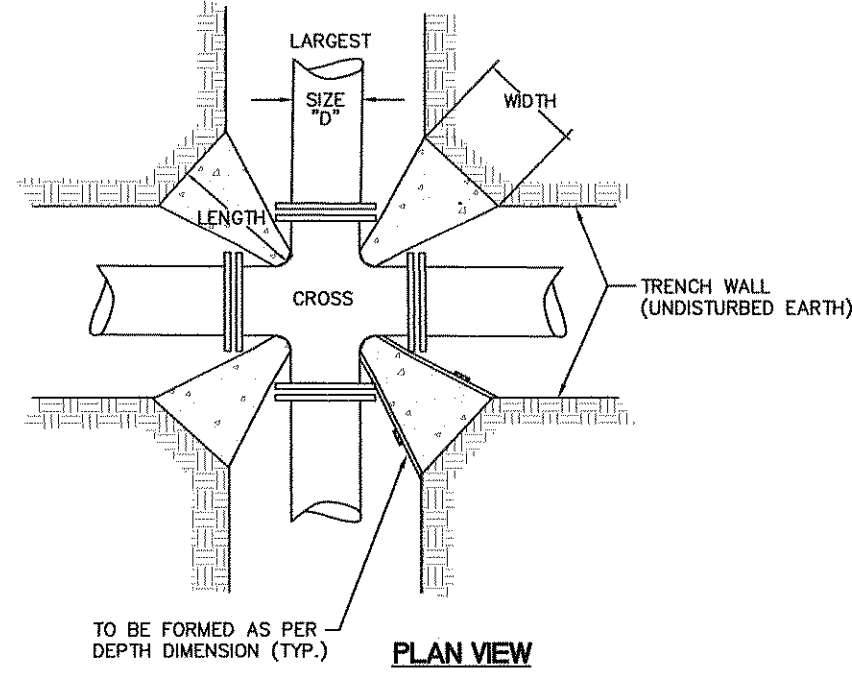 LARGEST
SIZE
"D"
WIDTH
LENGTH
CROSS
TRENCH WALL
(UNDISTURBED EARTH)
TO BE FORMED AS PER
DEPTH DIMENSION (TYP.)
PLAN VIEW